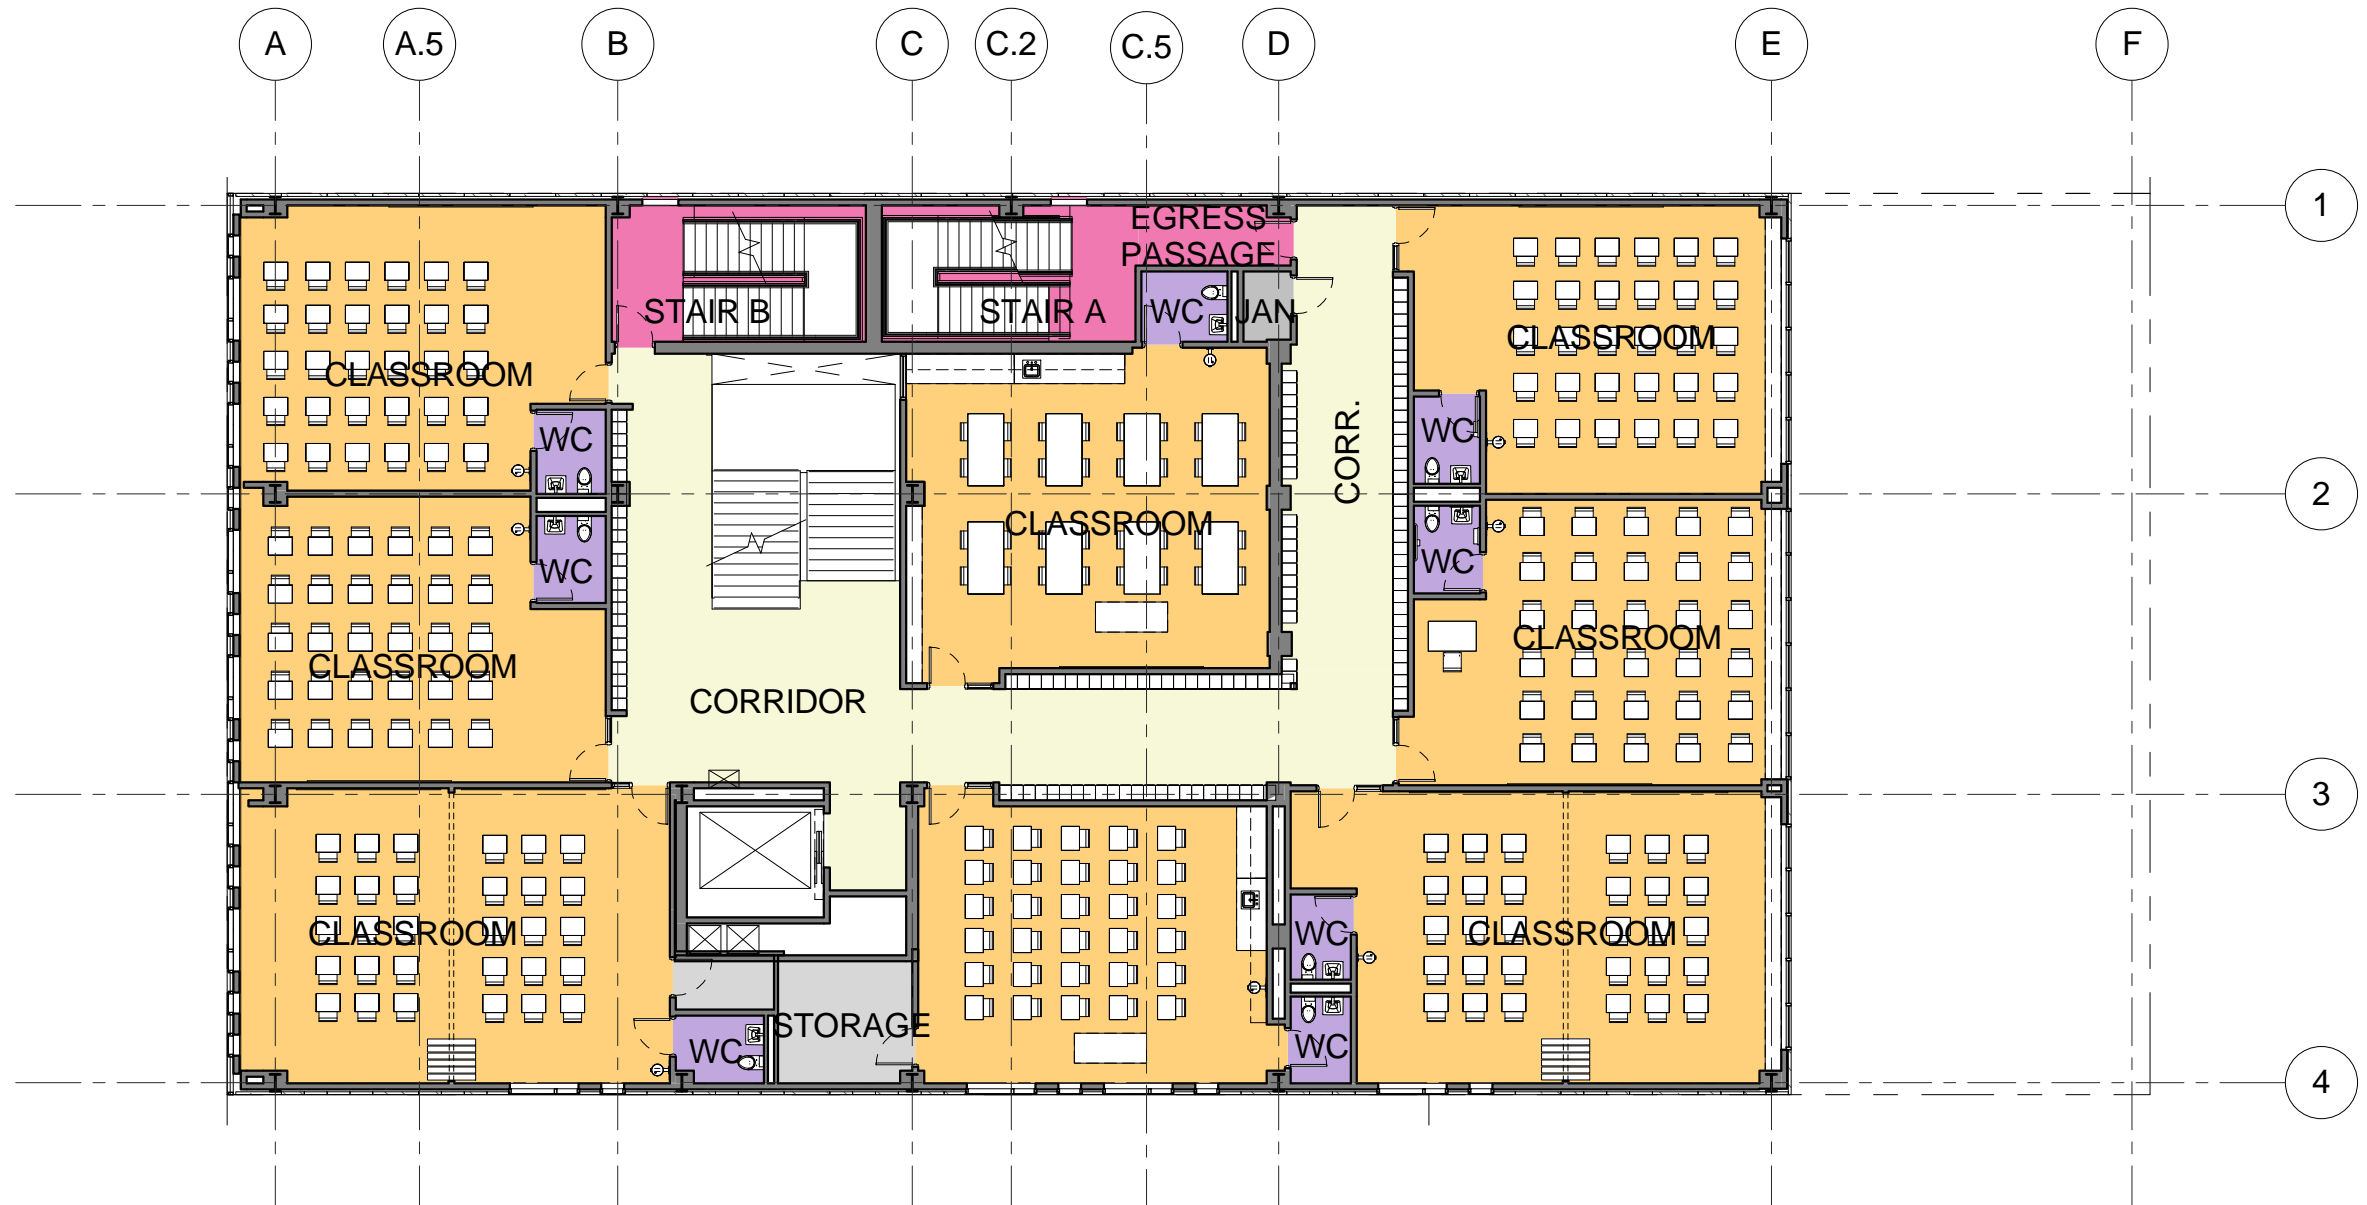 A
A.5
B
C
C.2
C.5
D
E
F
1
EGRESS
PASSAGE
STAIR B
STAIR A
WC
JAN
CLASSROOM
CLASSROOM
WC
WC
CORR.
2
CLASSROOM
WC
WC
CLASSROOM
CLASSROOM
CORRIDOR
3
CLASSROOM
WC
CLASSROOM
STORAGE
WC
WC
4